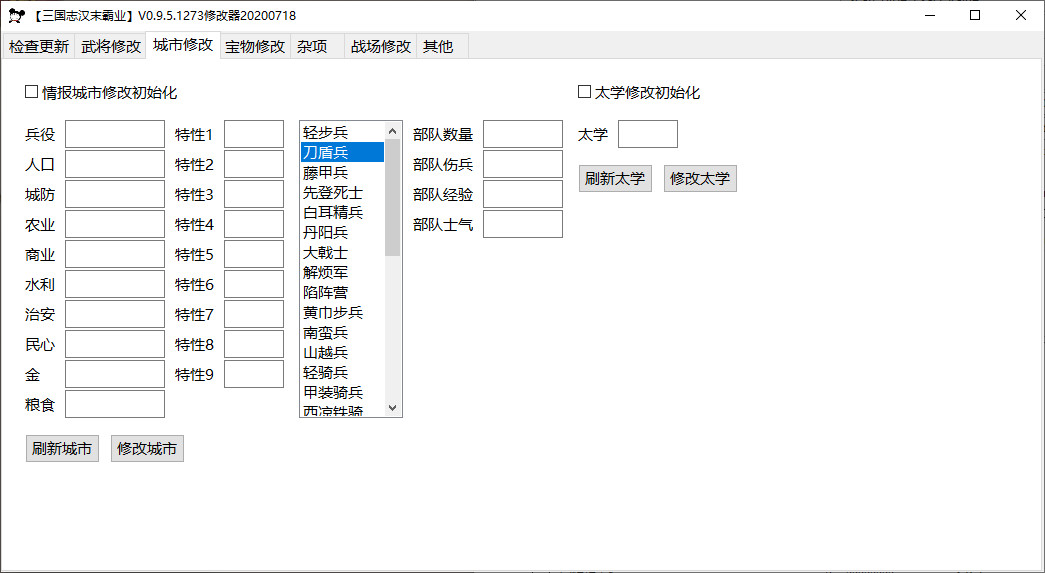 【三国志汉末霸业】V0.9.5.1273修改器20200718
检查更新 武将修改 城市修改 宝物修改 杂项 战场修改 其他
情报城市修改初始化 太学修改初始化
兵役 特性1 轻步兵 部队数量 太学
刀盾兵
人口 特性2 藤甲兵 部队伤兵
刷新太学 修改太学
城防 特性3 先登死士 部队经验
白耳精兵
农业 特性4 丹阳兵 部队士气
商业 特性5 大戟士
解烦军
水利 特性6 陷阵营
治安 特性7 黄巾步兵
南蛮兵
民心 特性8 山越兵
金 特性9 轻骑兵
甲装骑兵
粮食 西凉铁骑
刷新城市 修改城市